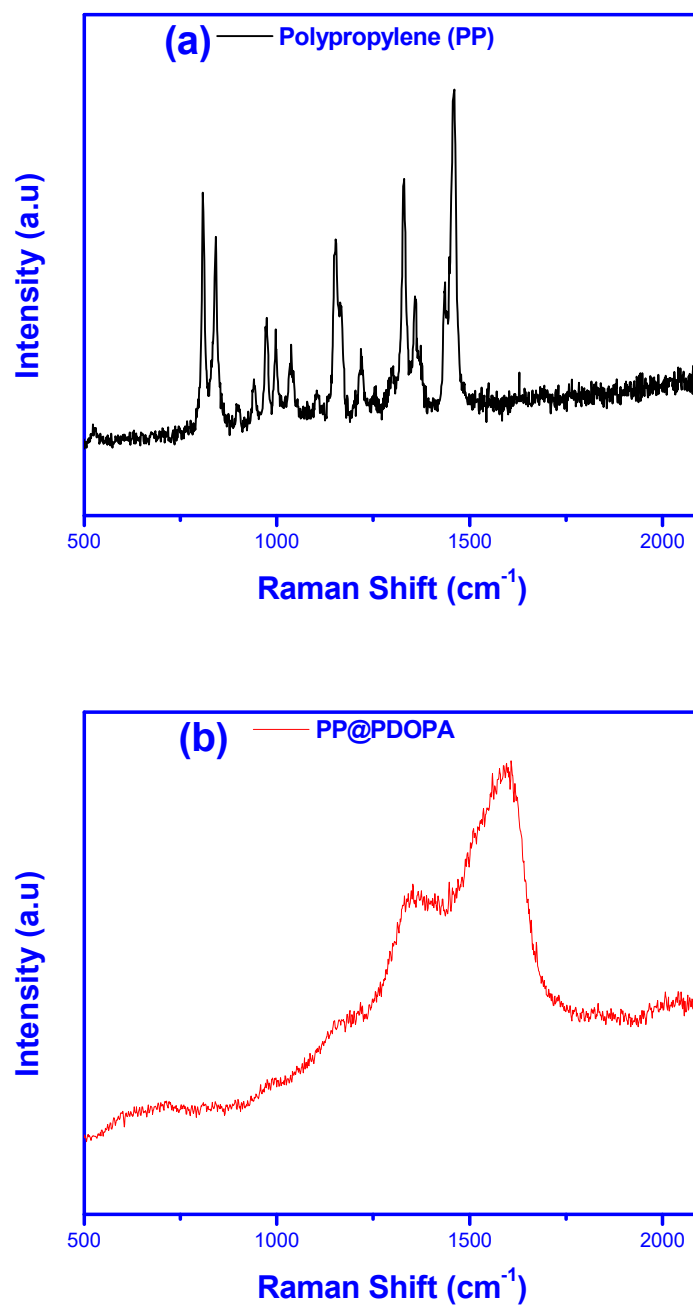 (a) Polypropylene (PP)
Intensity (a.u)
500 1000 1500 2000
Raman Shift (cm⁻¹)
(b) PP@PDOPA
Intensity (a.u)
500 1000 1500 2000
Raman Shift (cm⁻¹)